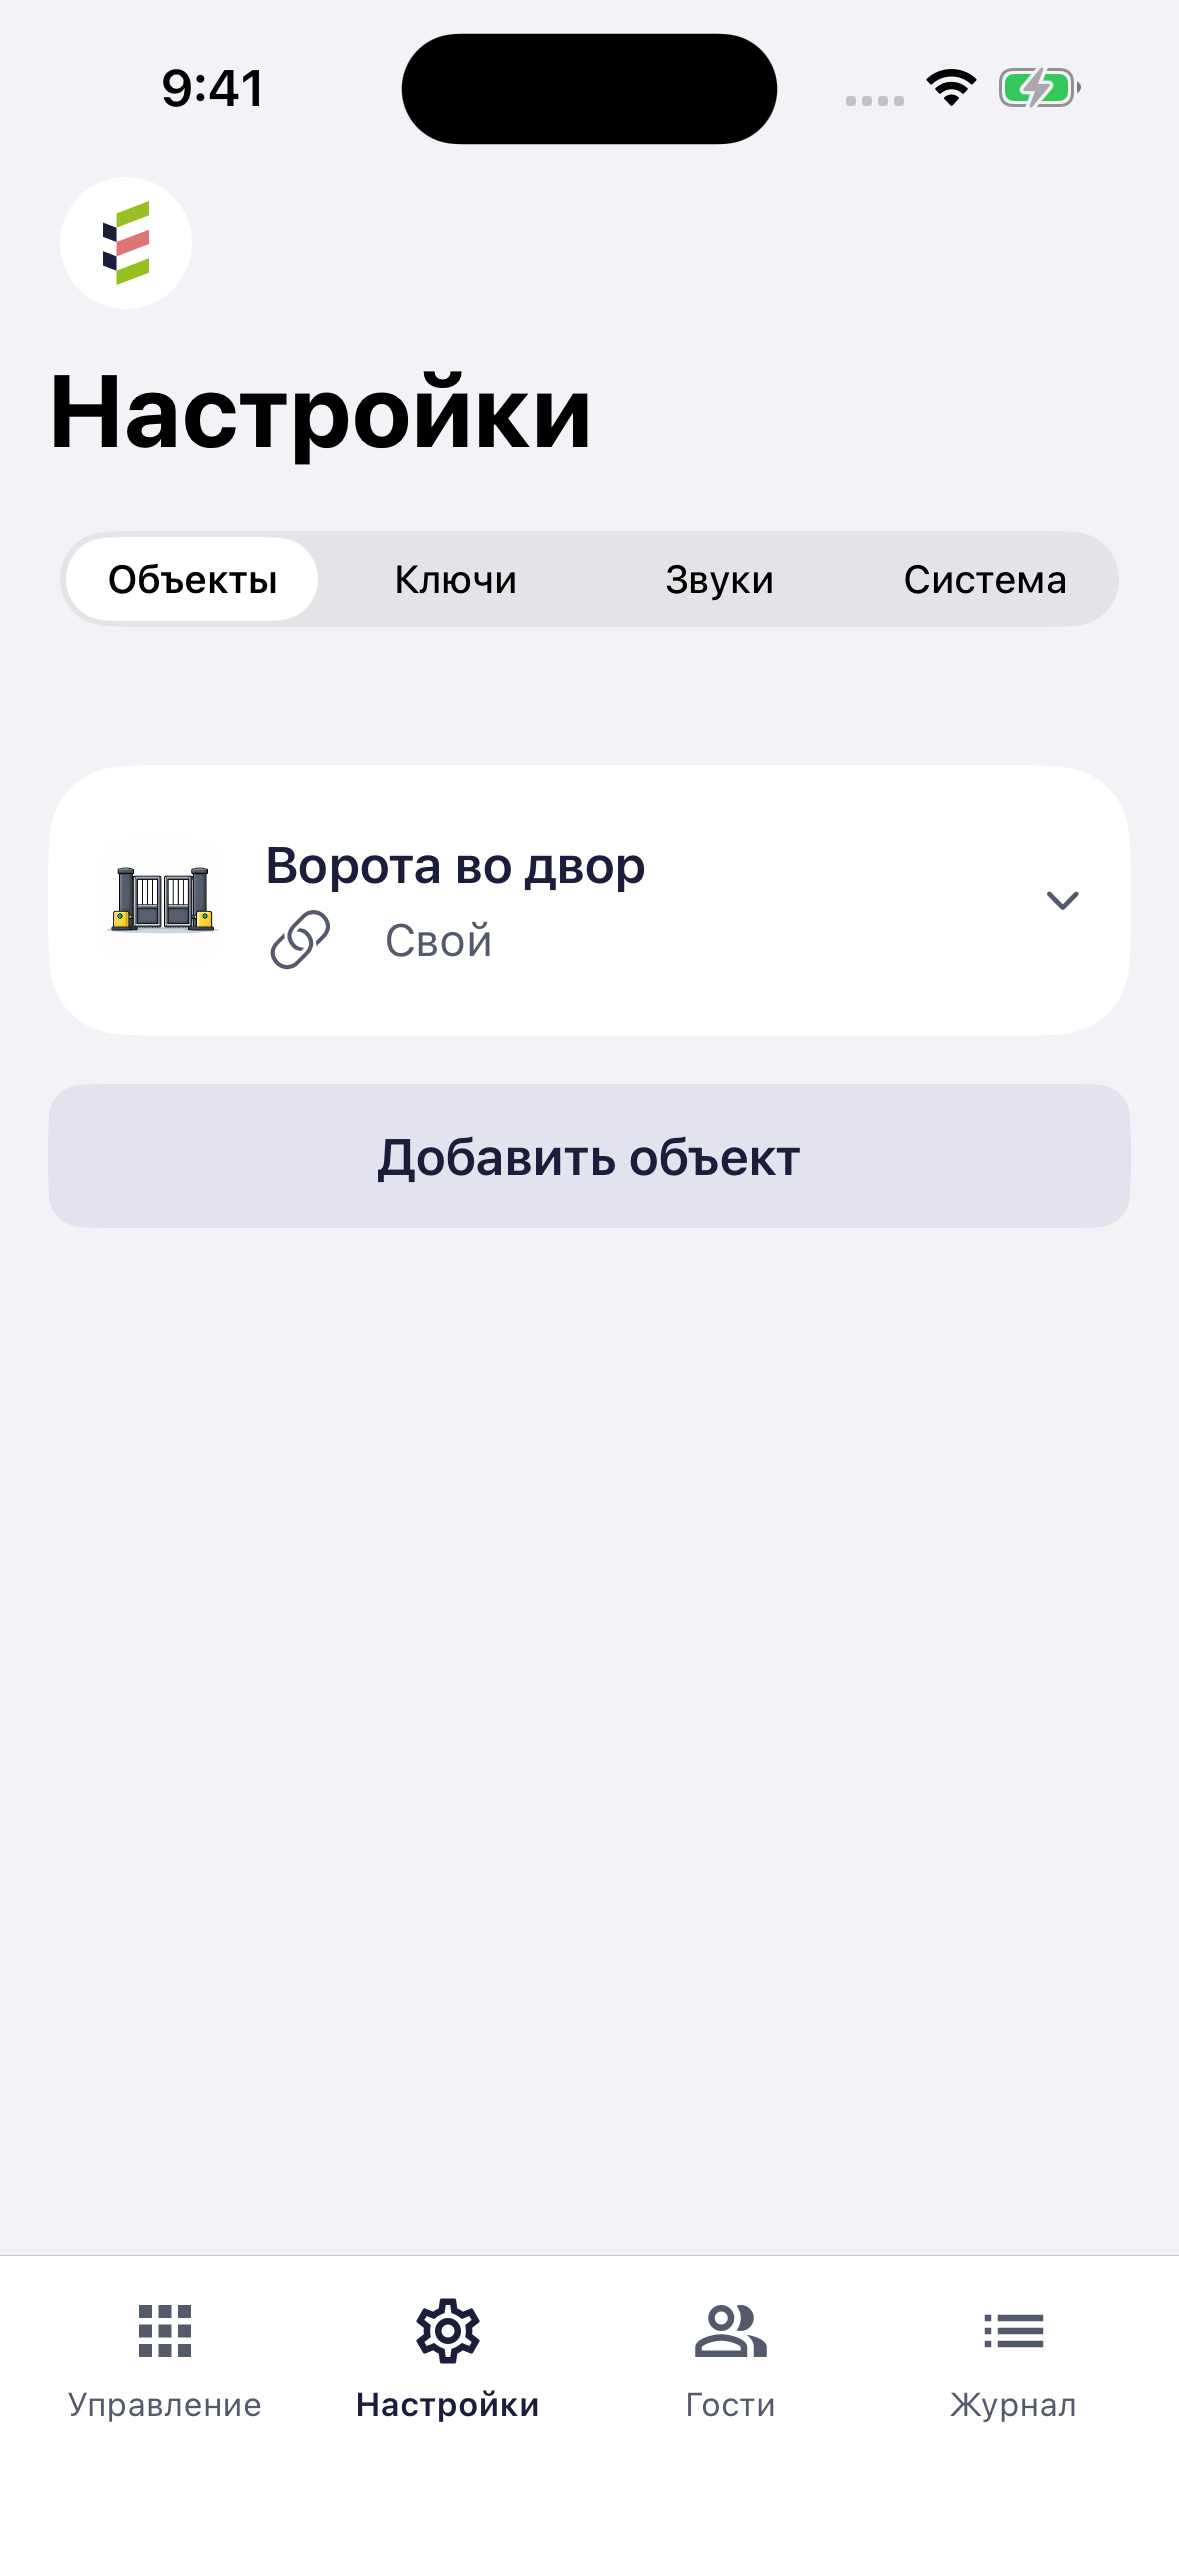 9:41
Настройки
Объекты Ключи Звуки Система
Ворота во двор
Свой
Добавить объект
Управление Настройки Гости Журнал